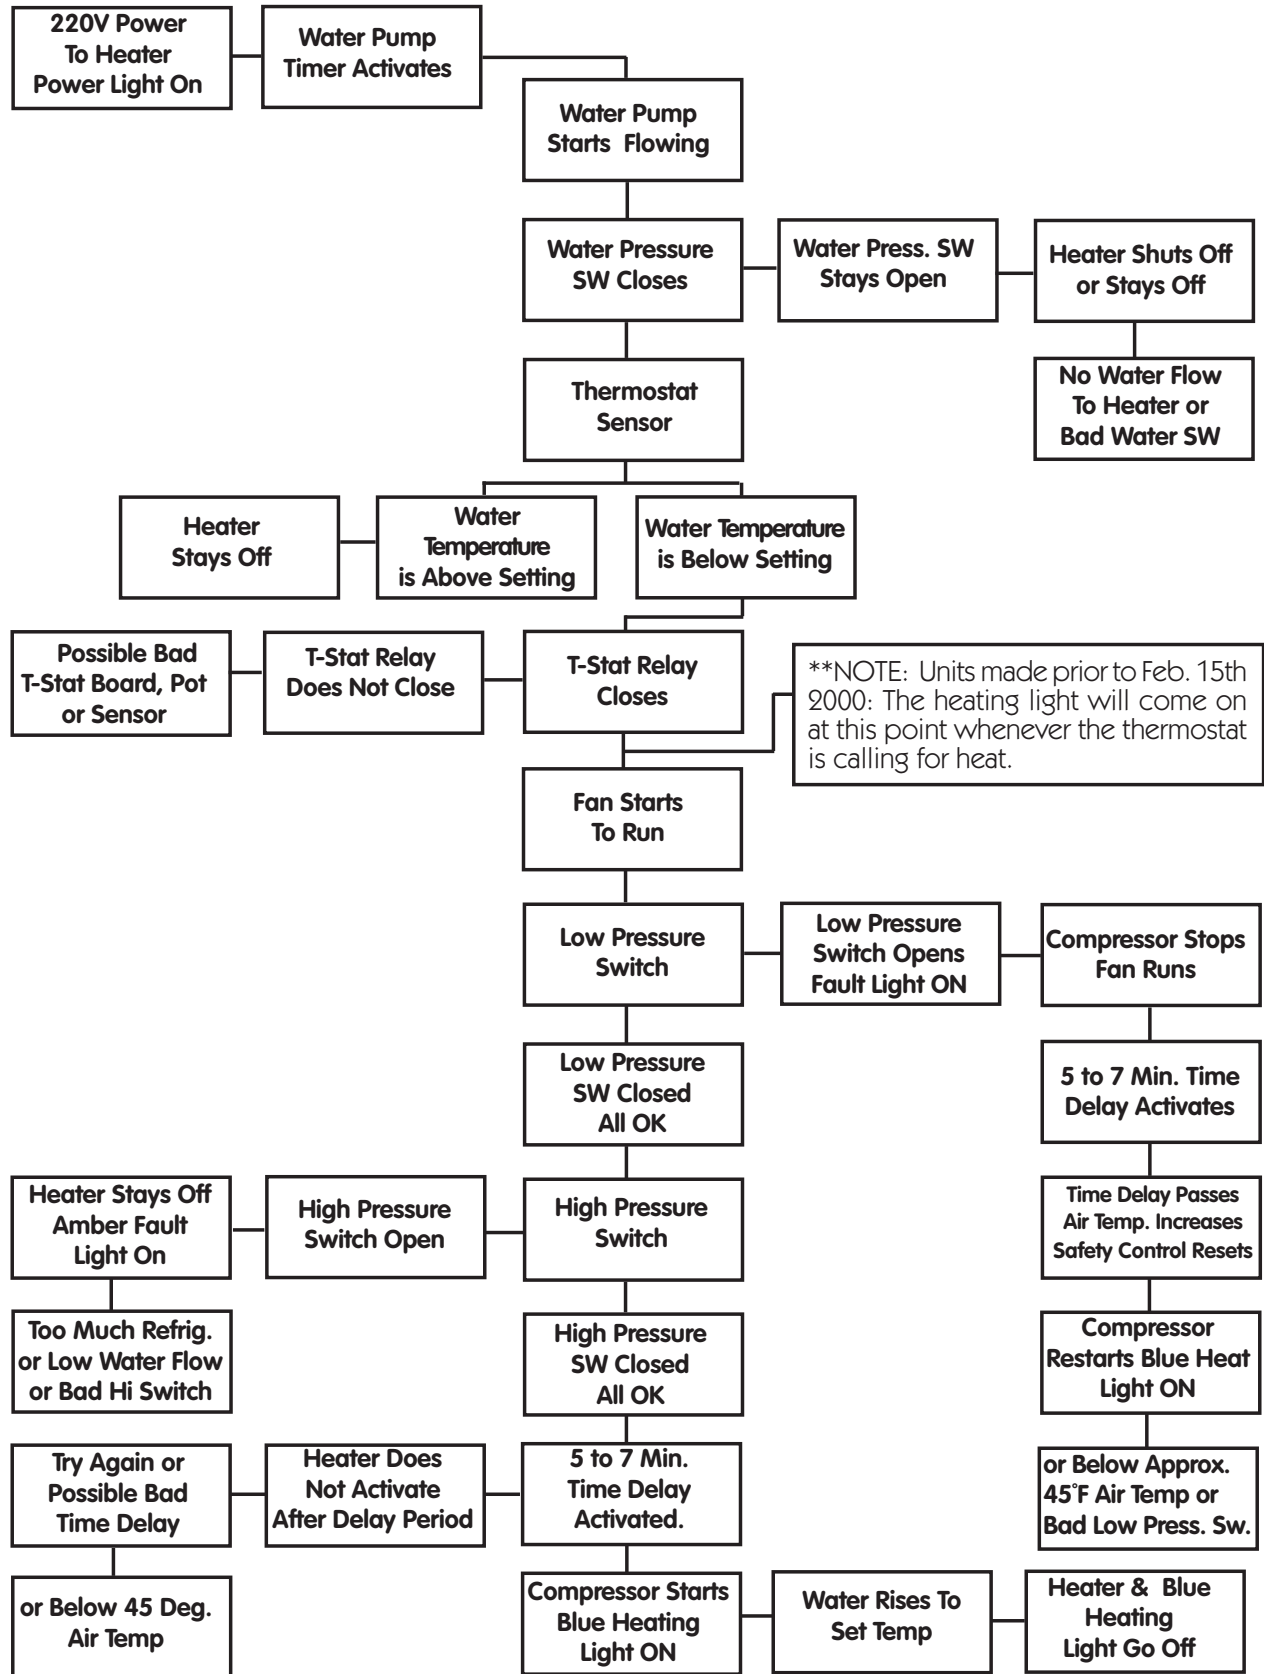 220V Power
To Heater
Power Light On
Water Pump
Timer Activates
Water Pump
Starts Flowing
Water Pressure
SW Closes
Water Press. SW
Stays Open
Heater Shuts Off
or Stays Off
No Water Flow
To Heater or
Bad Water SW
Thermostat
Sensor
Heater
Stays Off
Water
Temperature
is Above Setting
Water Temperature
is Below Setting
Possible Bad
T-Stat Board, Pot
or Sensor
T-Stat Relay
Does Not Close
T-Stat Relay
Closes
**NOTE: Units made prior to Feb. 15th
2000: The heating light will come on
at this point whenever the thermostat
is calling for heat.
Fan Starts
To Run
Low Pressure
Switch
Low Pressure
Switch Opens
Fault Light ON
Compressor Stops
Fan Runs
Low Pressure
SW Closed
All OK
5 to 7 Min. Time
Delay Activates
Heater Stays Off
Amber Fault
Light On
High Pressure
Switch Open
High Pressure
Switch
Time Delay Passes
Air Temp. Increases
Safety Control Resets
Too Much Refrig.
or Low Water Flow
or Bad Hi Switch
High Pressure
SW Closed
All OK
Compressor
Restarts Blue Heat
Light ON
Try Again or
Possible Bad
Time Delay
Heater Does
Not Activate
After Delay Period
5 to 7 Min.
Time Delay
Activated.
or Below Approx.
45°F Air Temp or
Bad Low Press. Sw.
or Below 45 Deg.
Air Temp
Compressor Starts
Blue Heating
Light ON
Water Rises To
Set Temp
Heater & Blue
Heating
Light Go Off